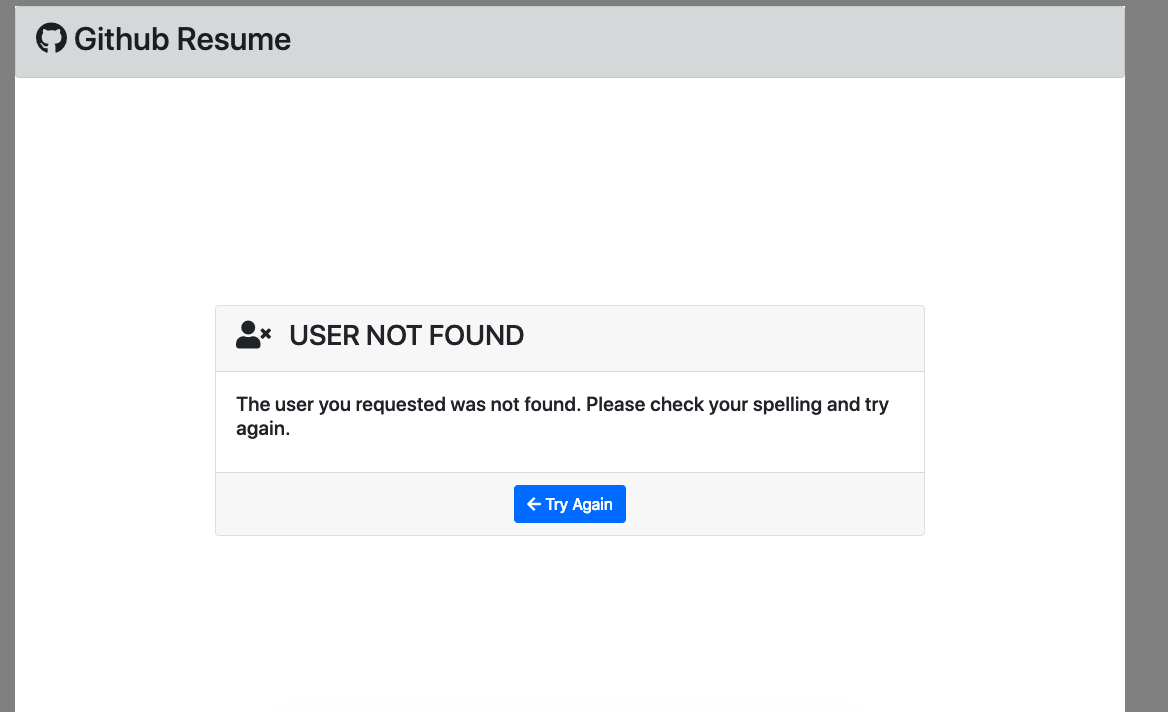 Github Resume
USER NOT FOUND
The user you requested was not found. Please check your spelling and try
again.
Try Again